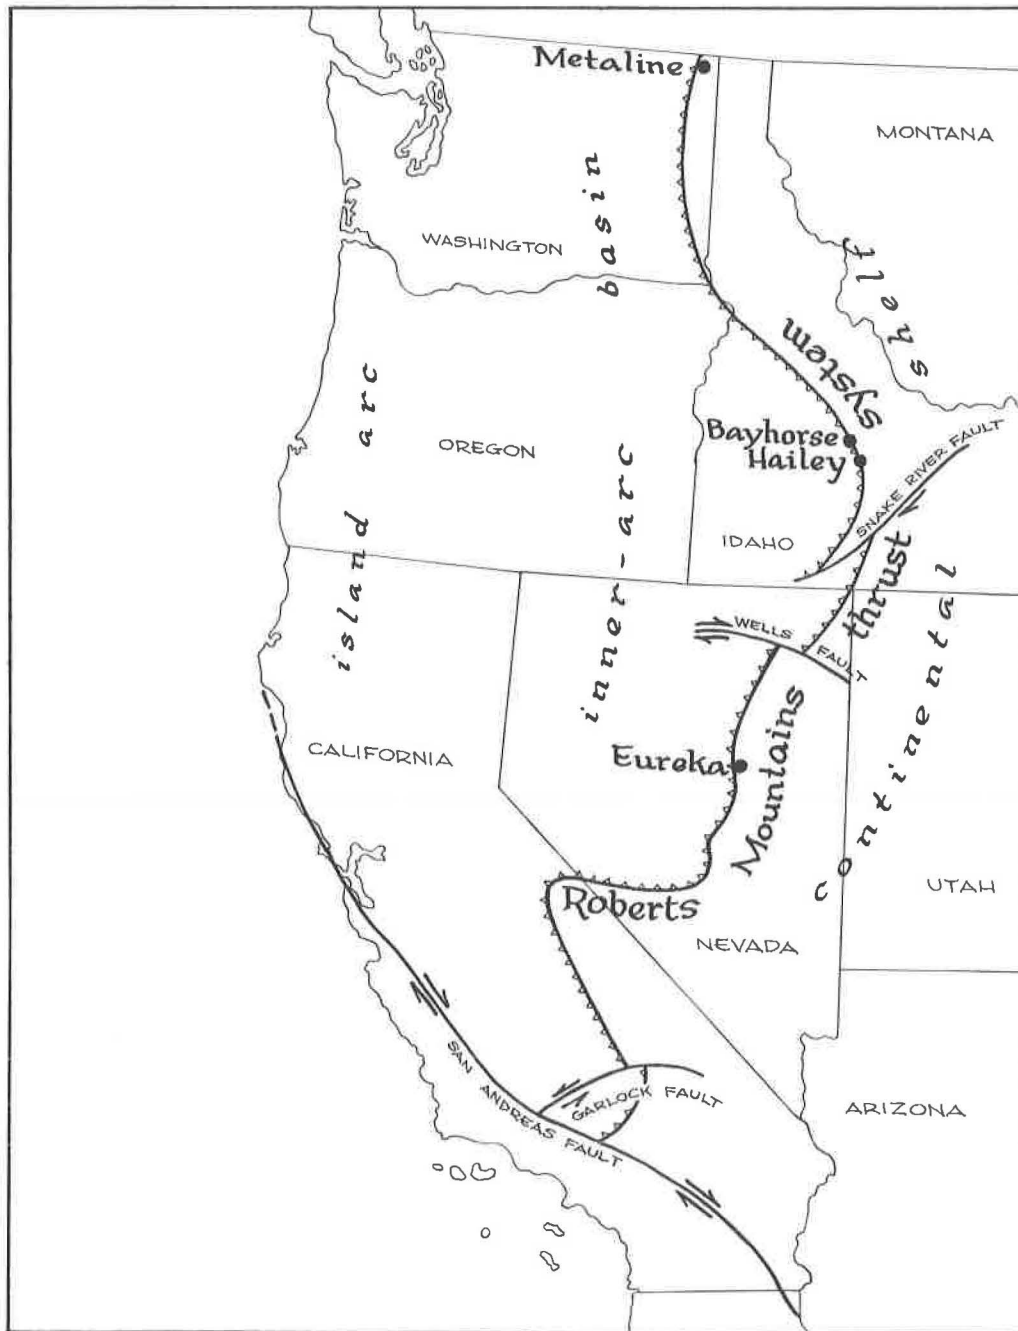 Metaline
MONTANA
basin
WASHINGTON
shelf
system
island arc
OREGON
inner-arc
Bayhorse
Hailey
SNAKE RIVER FAULT
IDAHO
thrust
continental
WELLS FAULT
Mountains
CALIFORNIA
Eureka
UTAH
Roberts
NEVADA
SAN ANDREAS FAULT
GARLOCK FAULT
ARIZONA